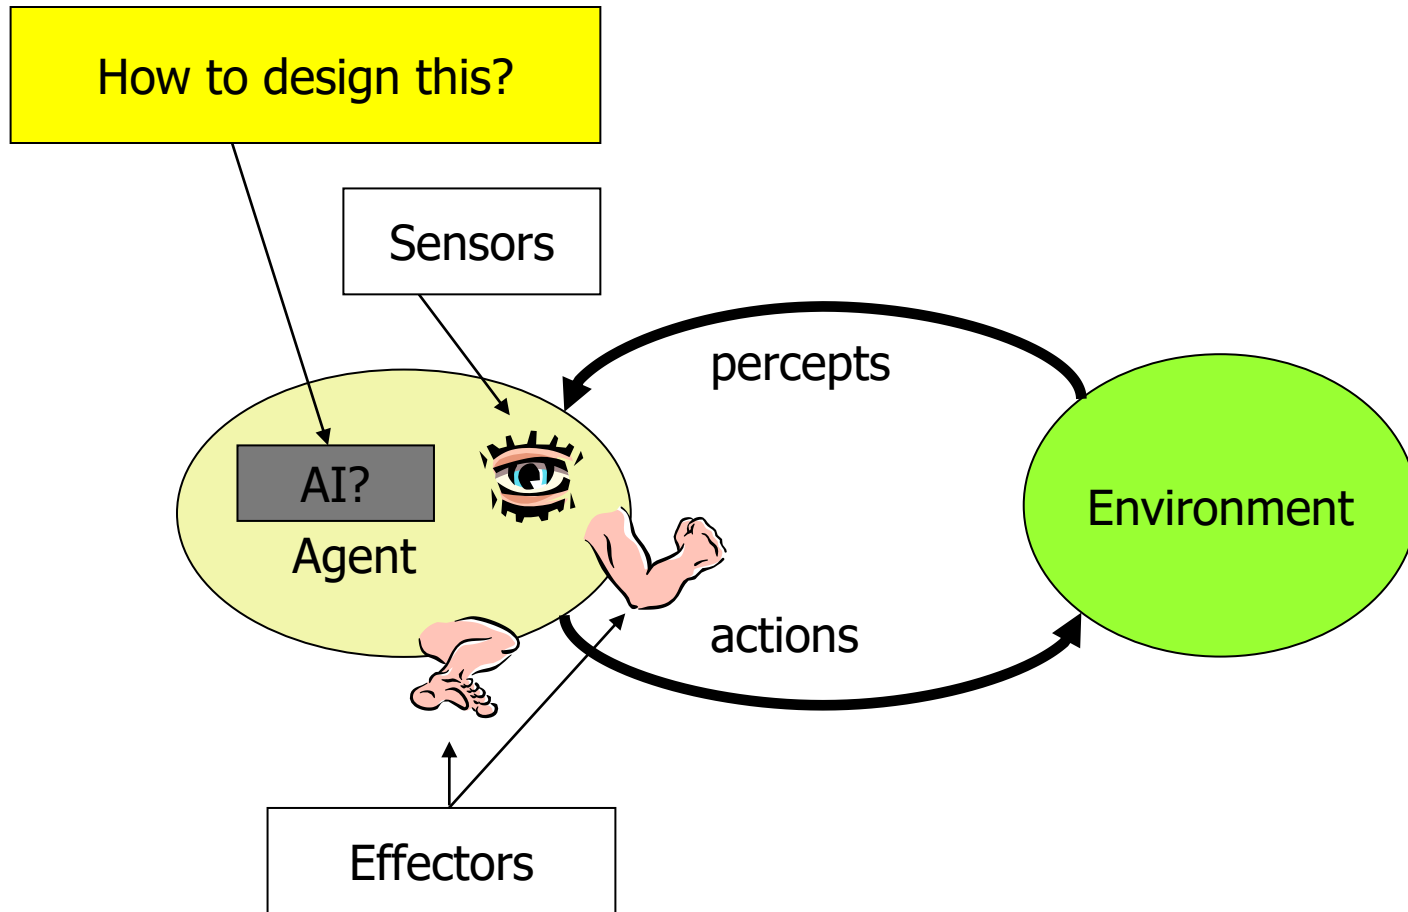 How to design this?
Sensors
percepts
AI?
Environment
Agent
actions
Effectors